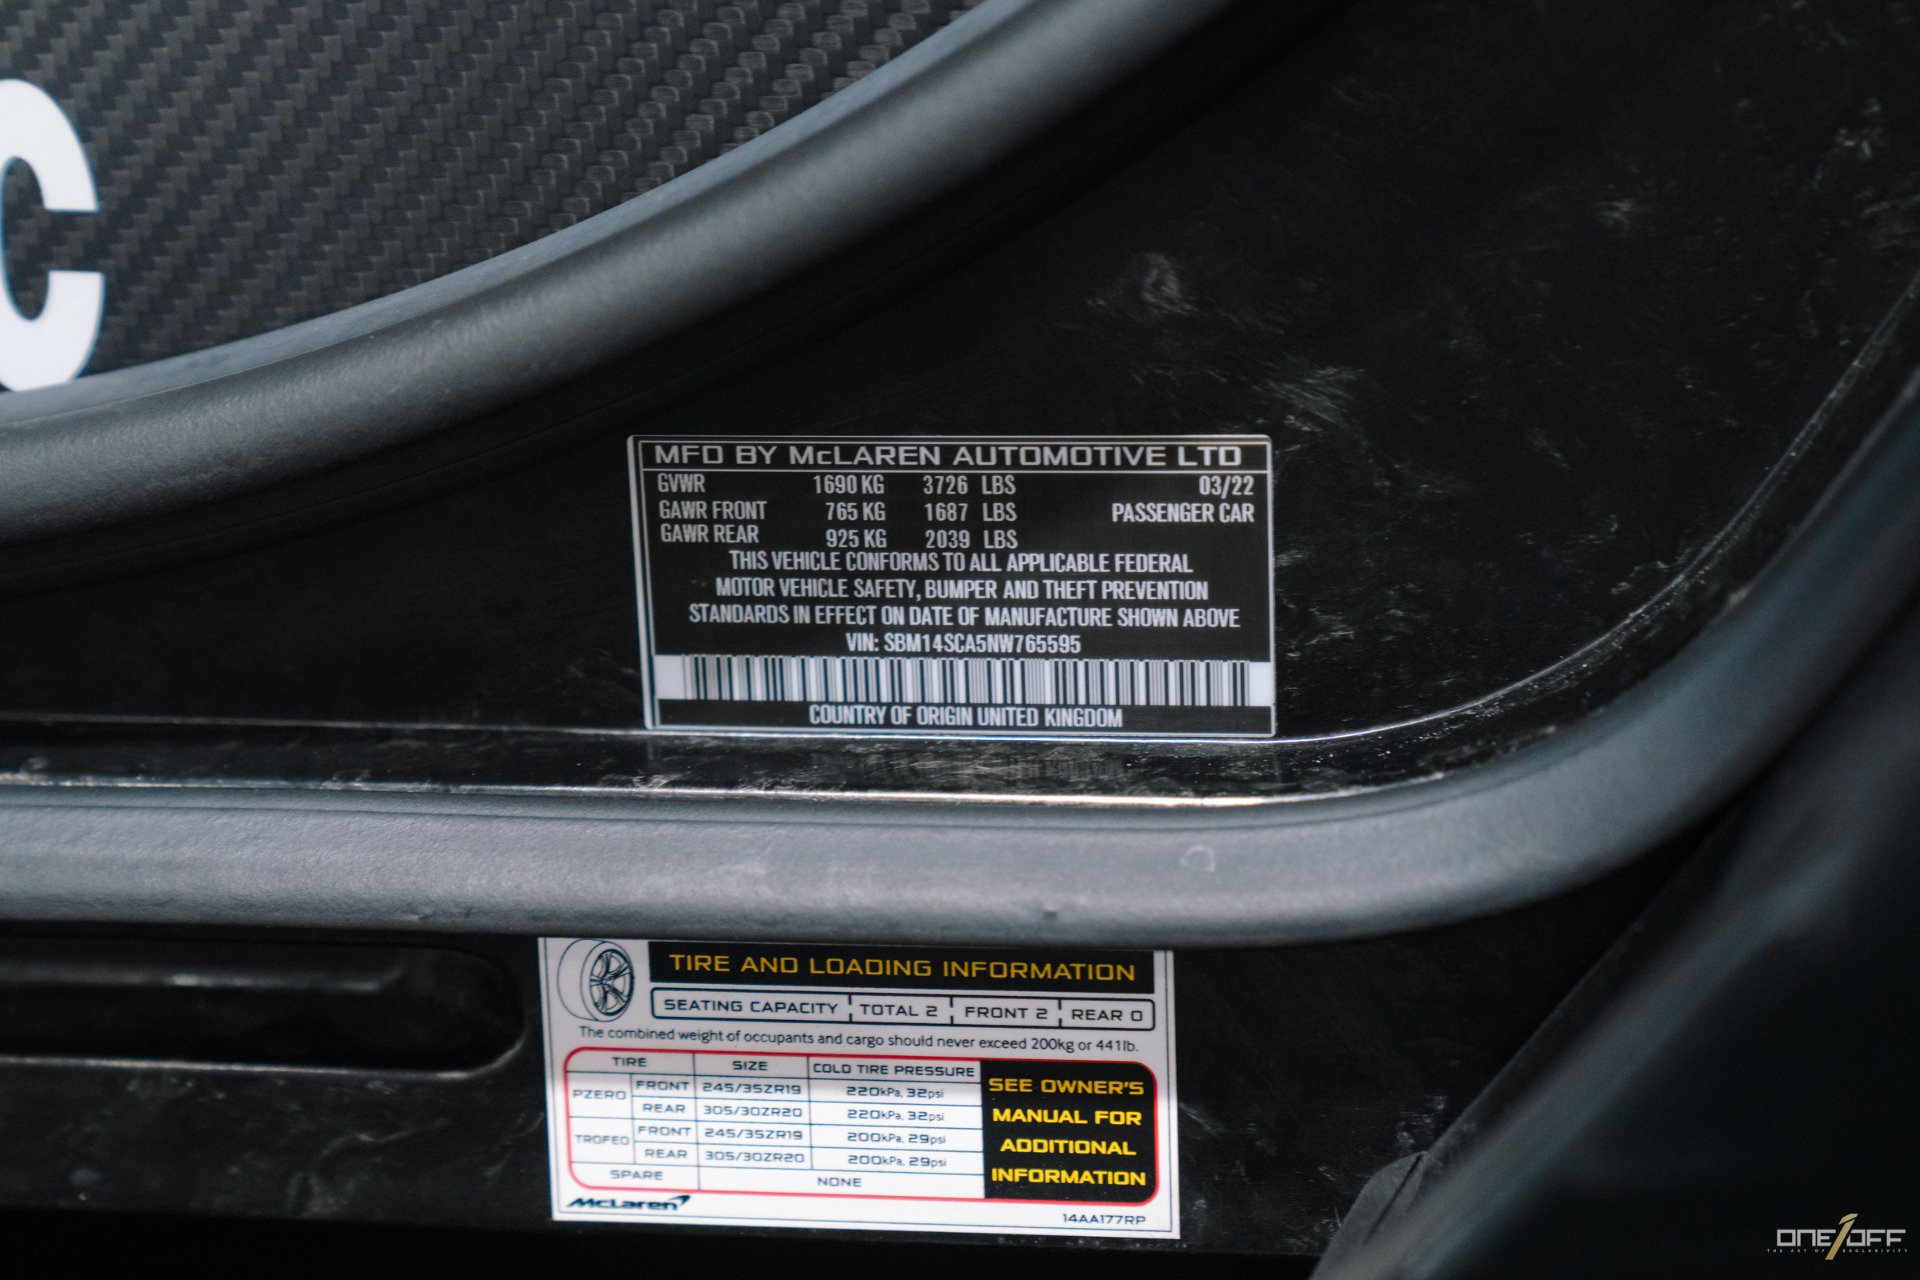 C
MFD BY McLAREN AUTOMOTIVE LTD
GVWR 1690 KG 3726 LBS 03/22
GAWR FRONT 765 KG 1687 LBS PASSENGER CAR
GAWR REAR 925 KG 2039 LBS
THIS VEHICLE CONFORMS TO ALL APPLICABLE FEDERAL
MOTOR VEHICLE SAFETY, BUMPER AND THEFT PREVENTION
STANDARDS IN EFFECT ON DATE OF MANUFACTURE SHOWN ABOVE
VIN: SBM14SCA5NW765595
COUNTRY OF ORIGIN UNITED KINGDOM
TIRE AND LOADING INFORMATION
SEATING CAPACITY TOTAL 2 FRONT 2 REAR 0
The combined weight of occupants and cargo should never exceed 200kg or 441lb.
TIRE SIZE COLD TIRE PRESSURE
PZERO FRONT 245/35ZR19 220kPa, 32psi
REAR 305/30ZR20 220kPa, 32psi
TROFEO FRONT 245/35ZR19 200kPa, 29psi
REAR 305/30ZR20 200kPa, 29psi
SPARE NONE
SEE OWNER'S
MANUAL FOR
ADDITIONAL
INFORMATION
McLaren
14AA177RP
ONE1OFF
THE ART OF EXCLUSIVITY